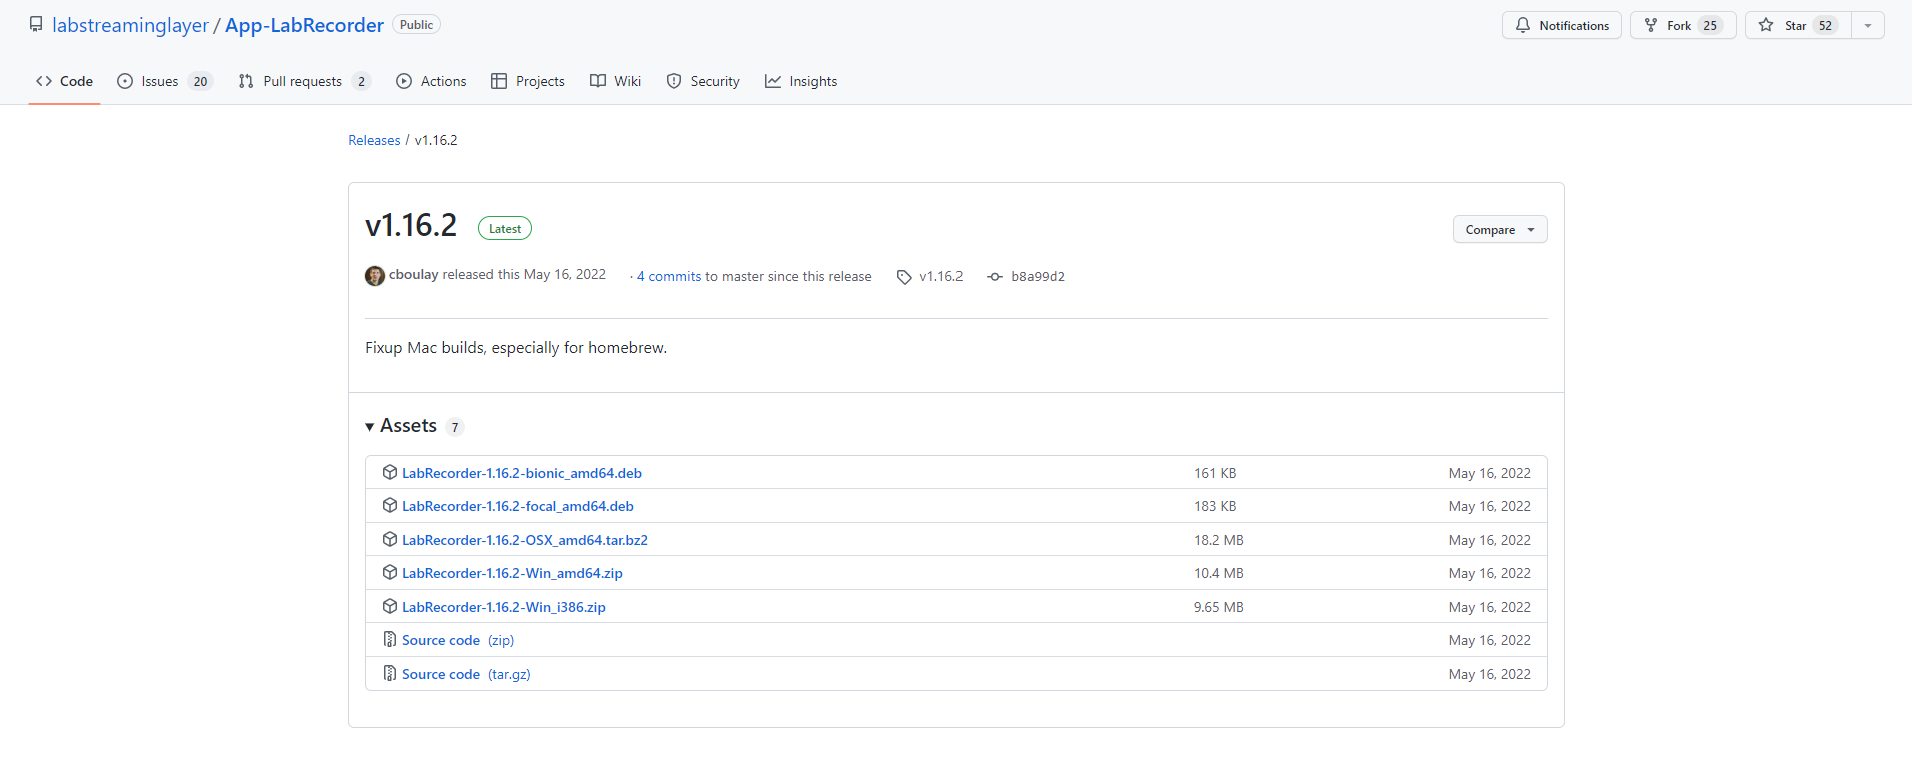 labstreaminglayer / App-LabRecorder Public Notifications Fork 25 Star 52
Code Issues 20 Pull requests 2 Actions Projects Wiki Security Insights
Releases / v1.16.2
v1.16.2 Latest Compare
cboulay released this May 16, 2022 · 4 commits to master since this release v1.16.2 b8a99d2
Fixup Mac builds, especially for homebrew.
Assets 7
LabRecorder-1.16.2-bionic_amd64.deb 161 KB May 16, 2022
LabRecorder-1.16.2-focal_amd64.deb 183 KB May 16, 2022
LabRecorder-1.16.2-OSX_amd64.tar.bz2 18.2 MB May 16, 2022
LabRecorder-1.16.2-Win_amd64.zip 10.4 MB May 16, 2022
LabRecorder-1.16.2-Win_i386.zip 9.65 MB May 16, 2022
Source code (zip) May 16, 2022
Source code (tar.gz) May 16, 2022